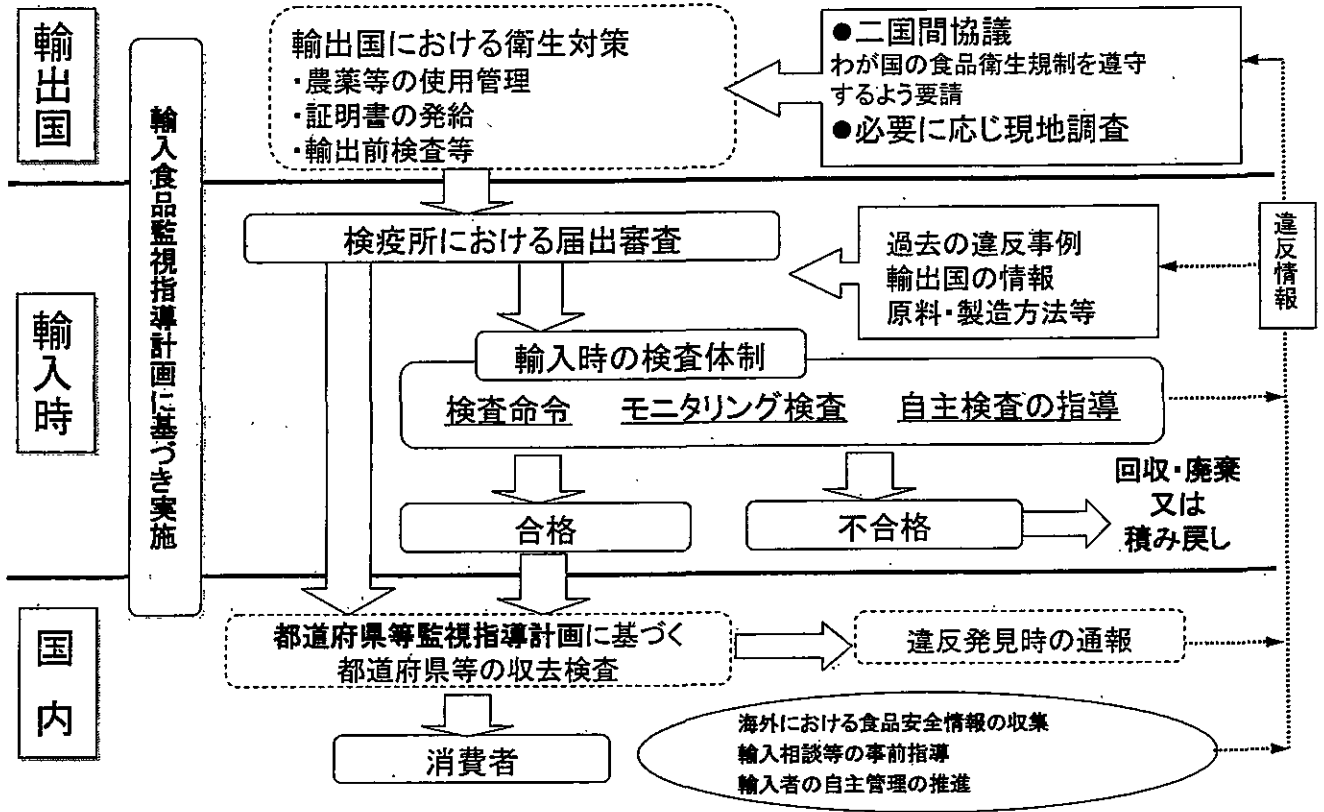 輸出国
輸入食品監視指導計画に基づき実施
輸出国における衛生対策
・農薬等の使用管理
・証明書の発給
・輸出前検査等
●二国間協議
わが国の食品衛生規制を遵守
するよう要請
●必要に応じ現地調査
違反情報
輸入時
検疫所における届出審査
過去の違反事例
輸出国の情報
原料・製造方法等
輸入時の検査体制
検査命令 モニタリング検査 自主検査の指導
合格
不合格
回収・廃棄
又は
積み戻し
国内
都道府県等監視指導計画に基づく
都道府県等の収去検査
違反発見時の通報
消費者
海外における食品安全情報の収集
輸入相談等の事前指導
輸入者の自主管理の推進